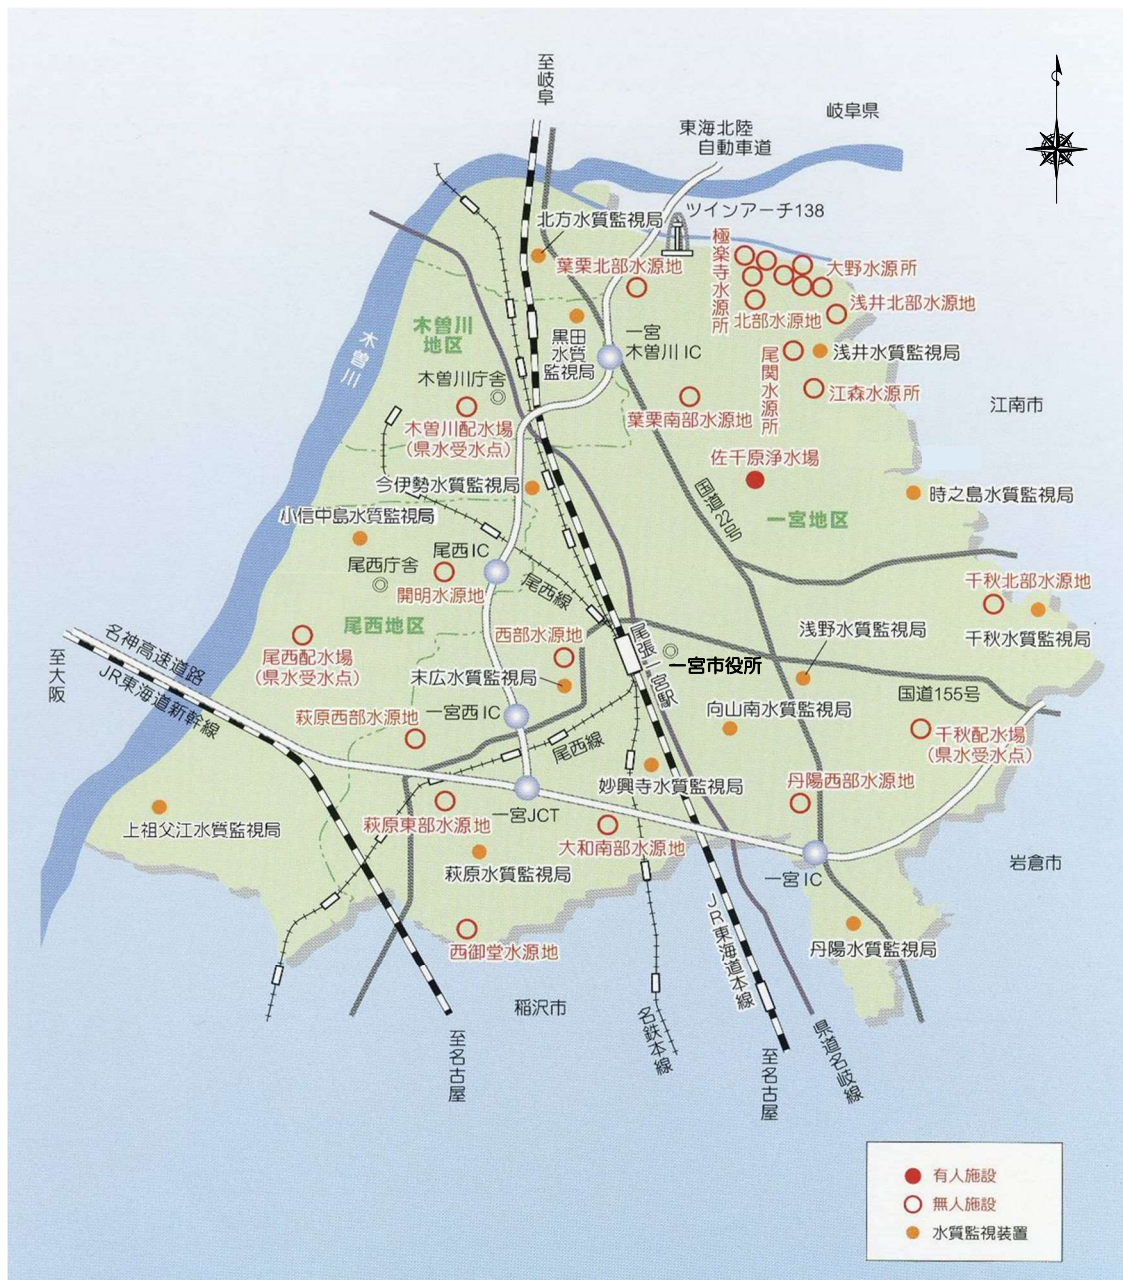 至岐阜
岐阜県
東海北陸
自動車道
ツインアーチ138
北方水質監視局
極楽寺水源所
葉栗北部水源地
大野水源所
浅井北部水源地
北部水源地
木曽川
地区
黒田
水質
監視局
一宮
木曽川IC
尾関水源所
浅井水質監視局
木曽川
木曽川庁舎
江森水源所
江南市
葉栗南部水源地
木曽川配水場
(県水受水点)
佐千原浄水場
今伊勢水質監視局
時之島水質監視局
国道22号
一宮地区
小信中島水質監視局
尾西IC
尾西庁舎
開明水源地
尾西線
千秋北部水源地
尾西地区
西部水源地
尾張一宮駅
浅野水質監視局
千秋水質監視局
名神高速道路
至大阪
JR東海道新幹線
尾西配水場
(県水受水点)
一宮市役所
末広水質監視局
国道155号
萩原西部水源地
一宮西IC
向山南水質監視局
千秋配水場
(県水受水点)
尾西線
妙興寺水質監視局
丹陽西部水源地
上祖父江水質監視局
萩原東部水源地
一宮JCT
大和南部水源地
岩倉市
萩原水質監視局
一宮IC
西御堂水源地
JR東海道本線
丹陽水質監視局
稲沢市
名鉄本線
県道名岐線
至名古屋
至名古屋
有人施設
無人施設
水質監視装置